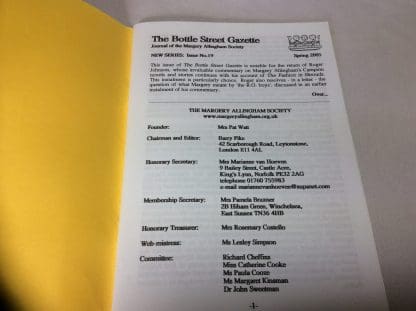 The Bottle Street Gazette
Journal of the Margery Allingham Society
NEW SERIES: Issue No.19 Spring 2005
This issue of The Bottle Street Gazette is notable for the return of Roger
Johnson, whose invaluable commentary on Margery Allingham's Campion
novels and stories continues with his account of The Fashion in Shrouds.
This instalment is particularly choice. Roger also resolves - in a letter - the
question of what Margery meant by 'the R.O. boys', discussed in an earlier
instalment of his commentary.
Over...
THE MARGERY ALLINGHAM SOCIETY
www.margeryallingham.org.uk
Founder: Mrs Pat Watt
Chairman and Editor: Barry Pike
42 Scarborough Road, Leytonstone,
London E11 4AL
Honorary Secretary: Mrs Marianne van Hoeven
9 Bailey Street, Castle Acre,
King's Lynn, Norfolk PE32 2AG
telephone 01760 755983
e-mail mariannevanhoeven@supanet.com
Membership Secretary: Mrs Pamela Bruxner
2B Hiham Green, Winchelsea,
East Sussex TN36 4HB
Honorary Treasurer: Mrs Rosemary Costello
Web-mistress: Ms Lesley Simpson
Committee: Richard Cheffins
Miss Catherine Cooke
Ms Paula Coomes
Ms Margaret Kinsman
Dr John Sweetman
-1-